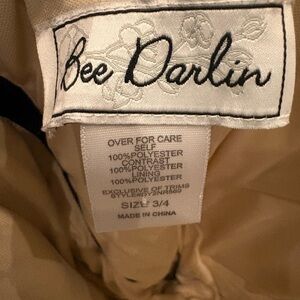 Bee Darlin
OVER FOR CARE
SELF
100%POLYESTER
CONTRAST
100%POLYESTER
LINING
100%POLYESTER
EXCLUSIVE OF TRIMS
SIZE 3/4
MADE IN CHINA